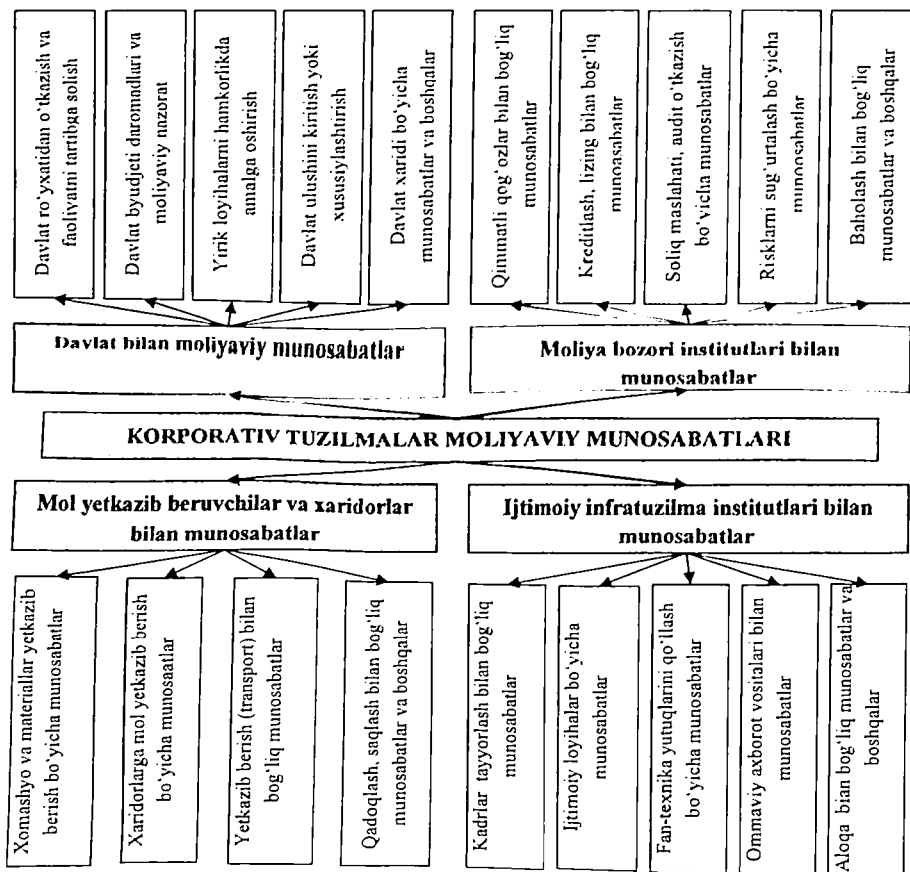 Davlat ro'yxatidan o'tkazish va
faoliyatni tartibga solish
Davlat byudjeti daromadlari va
moliyaviy nazorat
Yirik loyihalarni hamkorlikda
amalga oshirish
Davlat ulushini kiritish yoki
xususiylashtirish
Davlat xaridi bo'yicha
munosabatlar va boshqalar
Qimmatli qog'ozlar bilan bog'liq
munosabatlar
Kreditlash, lizing bilan bog'liq
munoasabatlar
Soliq maslahati, audit o'tkazish
bo'yicha munosabatlar
Risklarni sug'urtalash bo'yicha
munosabatlar
Baholash bilan bog'liq
munosabatlar va boshqalar
Davlat bilan moliyaviy munosabatlar
Moliya bozori institutlari bilan
munosabatlar
KORPORATIV TUZILMALAR MOLIYAVIY MUNOSABATLARI
Mol yetkazib beruvchilar va xaridorlar
bilan munosabatlar
Ijtimoiy infratuzilma institutlari bilan
munosabatlar
Xomashyo va materiallar yetkazib
berish bo'yicha munosabatlar
Xaridorlarga mol yetkazib berish
bo'yicha munosaatlar
Yetkazib berish (transport) bilan
bog'liq munosabatlar
Qadoqlash, saqlash bilan bog'liq
munosabatlar va boshqalar
Kadrlar tayyorlash bilan bog'liq
munosabatlar
Ijtimoiy loyihalar bo'yicha
munosabatlar
Fan-texnika yutuqlarini qo'llash
bo'yicha munosabatlar
Ommaviy axborot vositalari bilan
munosabatlar
Aloqa bian bog'liq munosabatlar va
boshqalar